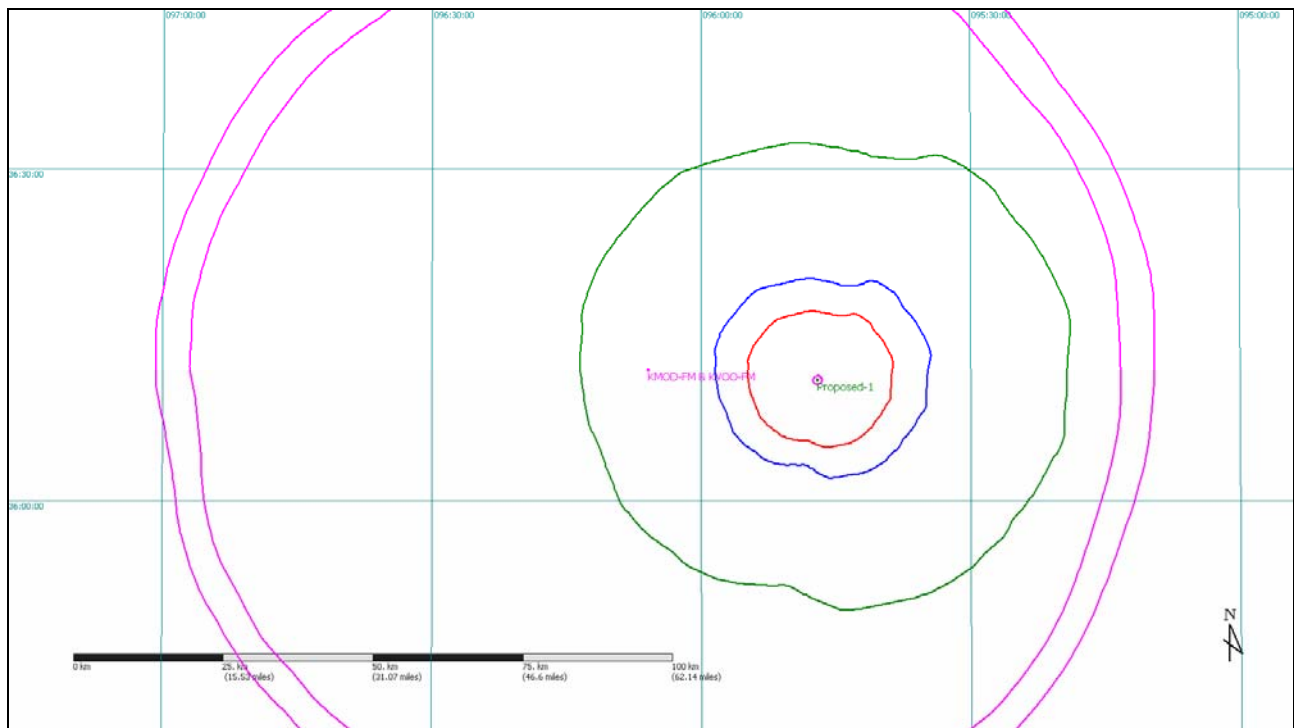 097:00:00
096:30:00
096:00:00
095:30:00
095:00:00
36:30:00
KMOD-FM & KVOO-FM
Proposed-1
36:00:00
N
0 km
25. km
(15.53 miles)
50. km
(31.07 miles)
75. km
(46.6 miles)
100 km
(62.14 miles)